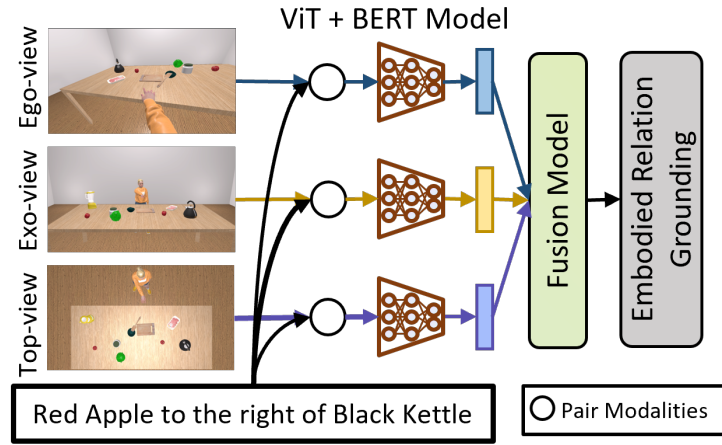 ViT + BERT Model
Ego-view
Exo-view
Top-view
Fusion Model
Embodied Relation
Grounding
Red Apple to the right of Black Kettle
Pair Modalities